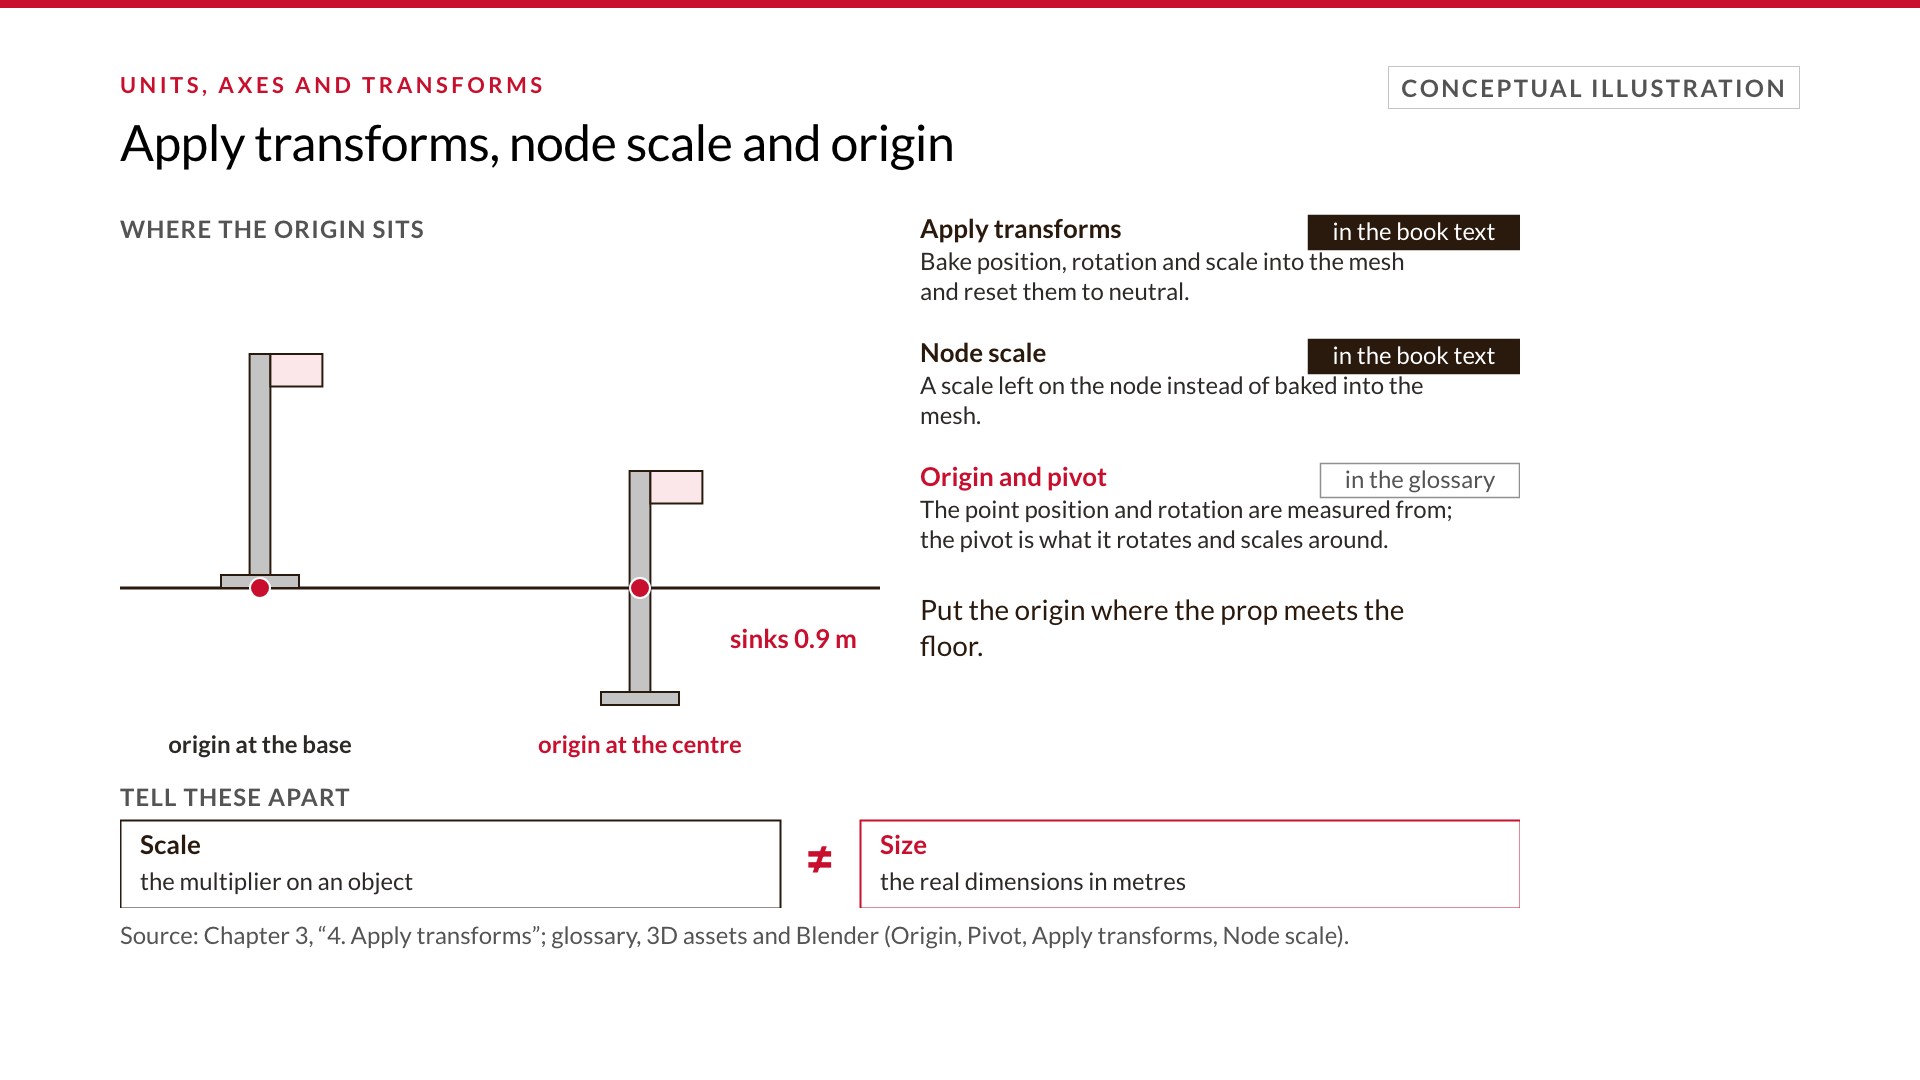 UNITS, AXES AND TRANSFORMS
CONCEPTUAL ILLUSTRATION
Apply transforms, node scale and origin
WHERE THE ORIGIN SITS
sinks 0.9 m
origin at the base
origin at the centre
Apply transforms
in the book text
Bake position, rotation and scale into the mesh
and reset them to neutral.
Node scale
in the book text
A scale left on the node instead of baked into the
mesh.
Origin and pivot
in the glossary
The point position and rotation are measured from;
the pivot is what it rotates and scales around.
Put the origin where the prop meets the
floor.
TELL THESE APART
Scale
the multiplier on an object
≠
Size
the real dimensions in metres
Source: Chapter 3, “4. Apply transforms”; glossary, 3D assets and Blender (Origin, Pivot, Apply transforms, Node scale).